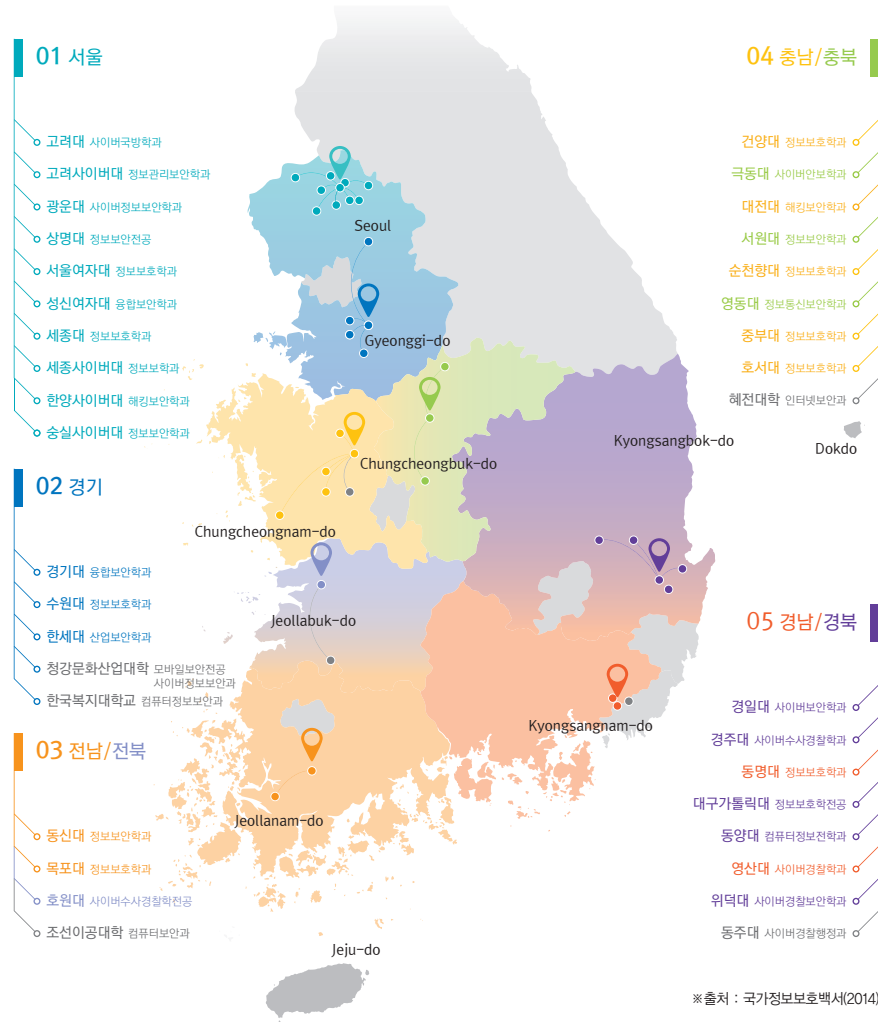 01 서울
고려대 사이버국방학과
고려사이버대 정보관리보안학과
광운대 사이버정보보안학과
상명대 정보보안전공
서울여자대 정보보호학과
성신여자대 융합보안학과
세종대 정보보호학과
세종사이버대 정보보학과
한양사이버대 해킹보안학과
숭실사이버대 정보보안학과
02 경기
경기대 융합보안학과
수원대 정보보호학과
한세대 산업보안학과
청강문화산업대학 모바일보안전공
사이버정보보안과
한국복지대학교 컴퓨터정보보안과
03 전남/전북
동신대 정보보안학과
목포대 정보보호학과
호원대 사이버수사경찰학전공
조선이공대학 컴퓨터보안과
Seoul
Gyeonggi-do
Chungcheongbuk-do
Chungcheongnam-do
Kyongsangbok-do
Jeollabuk-do
Kyongsangnam-do
Jeollanam-do
Jeju-do
Dokdo
04 충남/충북
건양대 정보보호학과
극동대 사이버안보학과
대전대 해킹보안학과
서원대 정보보안학과
순천향대 정보보호학과
영동대 정보통신보안학과
중부대 정보보호학과
호서대 정보보호학과
혜전대학 인터넷보안과
05 경남/경북
경일대 사이버보안학과
경주대 사이버수사경찰학과
동명대 정보보호학과
대구가톨릭대 정보보호학전공
동양대 컴퓨터정보전학과
영산대 사이버경찰학과
위덕대 사이버경찰보안학과
동주대 사이버경찰행정과
※출처 : 국가정보보호백서(2014)